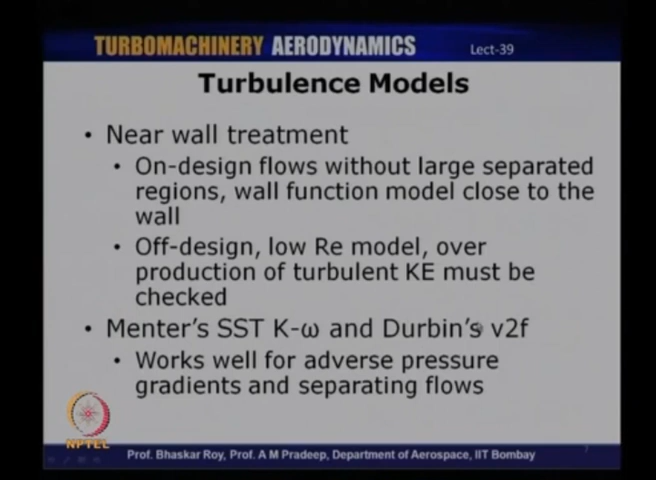 TURBOMACHINERY AERODYNAMICS Lect-39
Turbulence Models
• Near wall treatment
• On-design flows without large separated
regions, wall function model close to the
wall
• Off-design, low Re model, over
production of turbulent KE must be
checked
• Menter's SST K-ω and Durbin's v2f
• Works well for adverse pressure
gradients and separating flows
NPTEL
Prof. Bhaskar Roy, Prof. A M Pradeep, Department of Aerospace, IIT Bombay